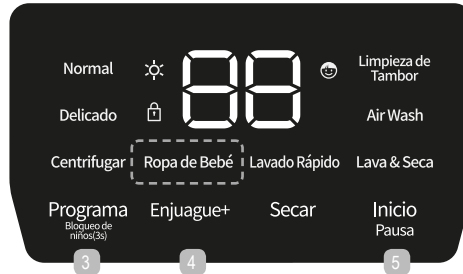 Normal
88
Limpieza de
Tambor
Delicado
Air Wash
Centrifugar
Ropa de Bebé
Lavado Rápido
Lava & Seca
Programa
Bloqueo de
niños(3s)
Enjuague+
Secar
Inicio
Pausa
3
4
5